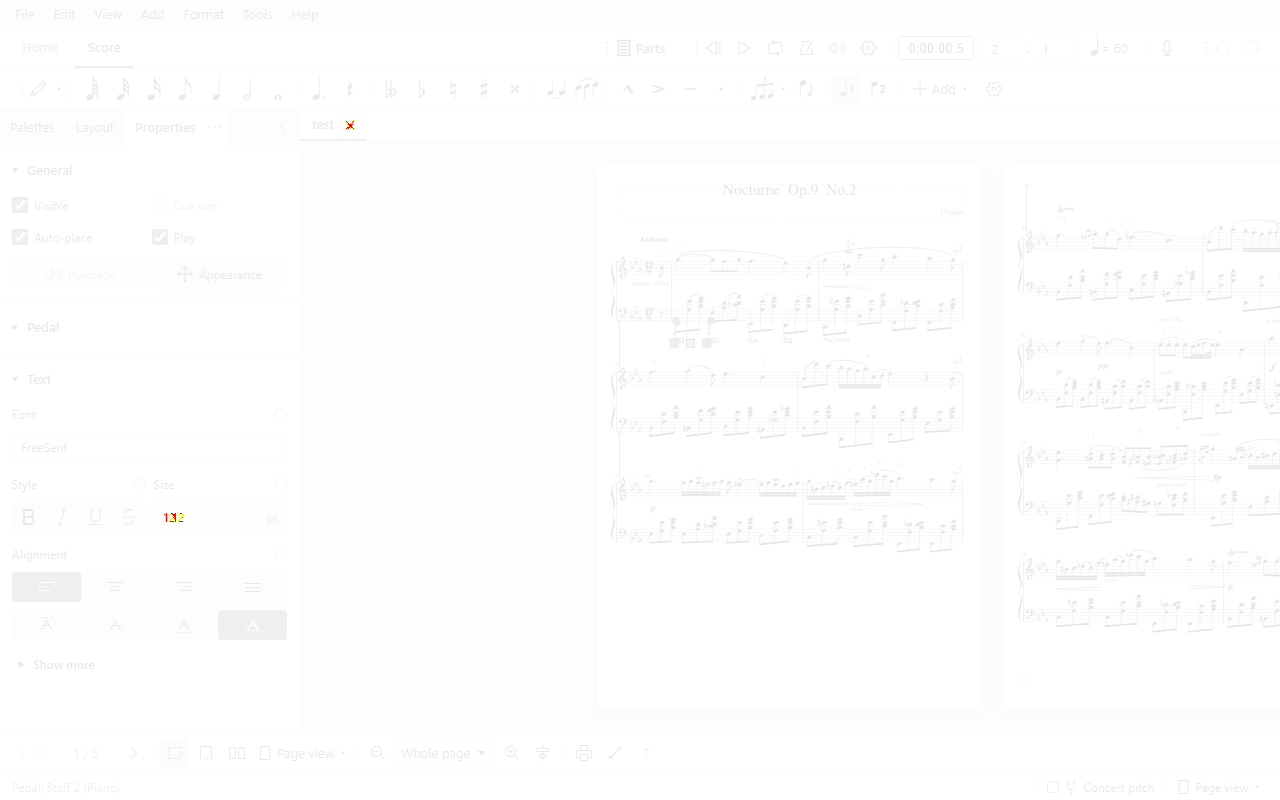 File Edit View Add Format Tools Help
Home Score
Parts
0:00:00.5 2 . 1 = 60
Add
Palettes Layout Properties
test
General
Visible Cue size
Auto-place Play
Playback Appearance
Pedal
Text
Font
FreeSerif
Style Size
B I U S
pt
Alignment
Show more
Nocturne Op.9 No.2
Chopin
Andante
1 / 5
Page view
Whole page
?
Pedal; Staff 2 (Piano)
Concert pitch
Page view